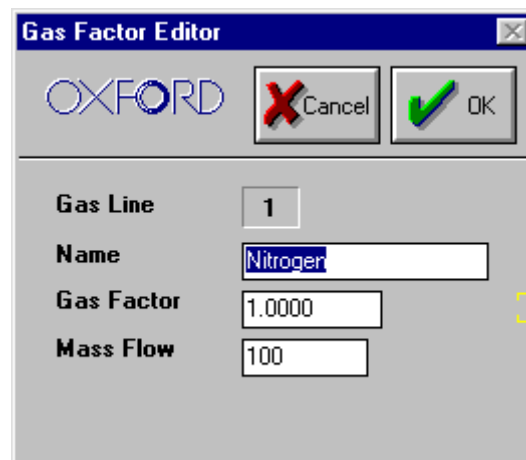 Gas Factor Editor
OXFORD
Cancel
OK
Gas Line 1
Name Nitrogen
Gas Factor 1.0000
Mass Flow 100